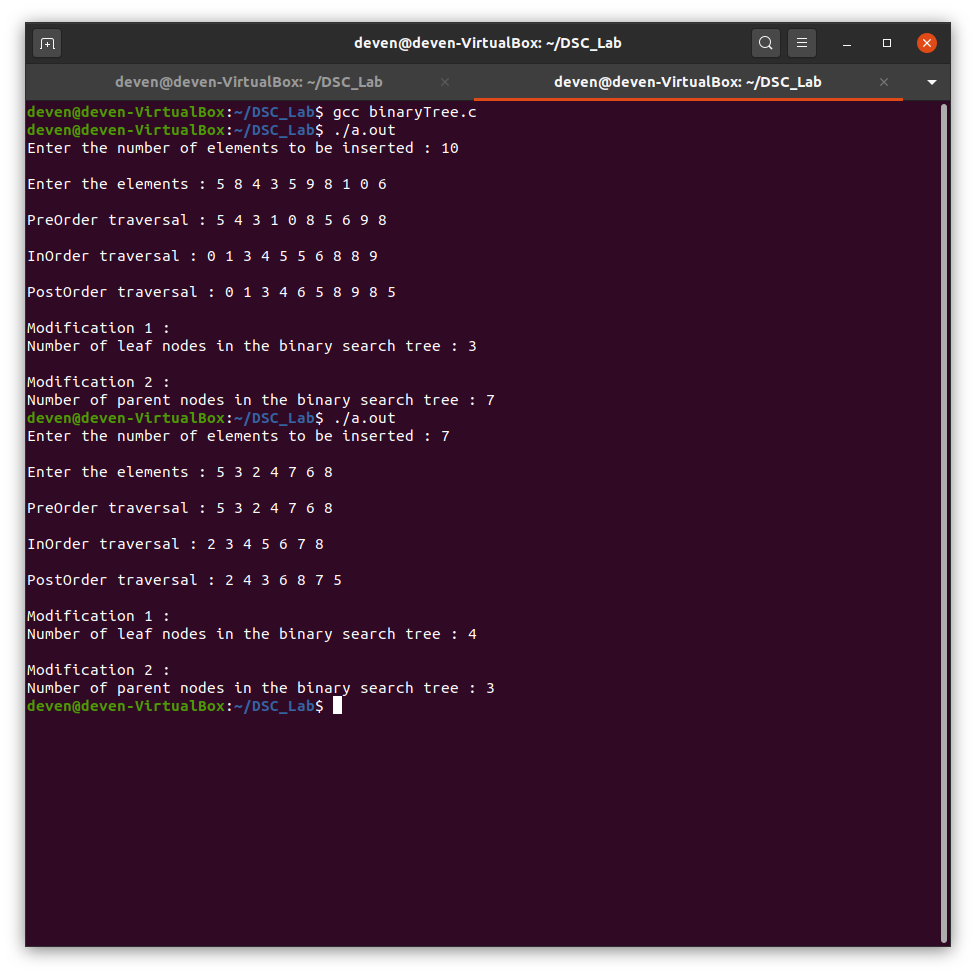 deven@deven-VirtualBox: ~/DSC_Lab
deven@deven-VirtualBox: ~/DSC_Lab
deven@deven-VirtualBox: ~/DSC_Lab
deven@deven-VirtualBox:~/DSC_Lab$ gcc binaryTree.c
deven@deven-VirtualBox:~/DSC_Lab$ ./a.out
Enter the number of elements to be inserted : 10
Enter the elements : 5 8 4 3 5 9 8 1 0 6
PreOrder traversal : 5 4 3 1 0 8 5 6 9 8
InOrder traversal : 0 1 3 4 5 5 6 8 8 9
PostOrder traversal : 0 1 3 4 6 5 8 9 8 5
Modification 1 :
Number of leaf nodes in the binary search tree : 3
Modification 2 :
Number of parent nodes in the binary search tree : 7
deven@deven-VirtualBox:~/DSC_Lab$ ./a.out
Enter the number of elements to be inserted : 7
Enter the elements : 5 3 2 4 7 6 8
PreOrder traversal : 5 3 2 4 7 6 8
InOrder traversal : 2 3 4 5 6 7 8
PostOrder traversal : 2 4 3 6 8 7 5
Modification 1 :
Number of leaf nodes in the binary search tree : 4
Modification 2 :
Number of parent nodes in the binary search tree : 3
deven@deven-VirtualBox:~/DSC_Lab$